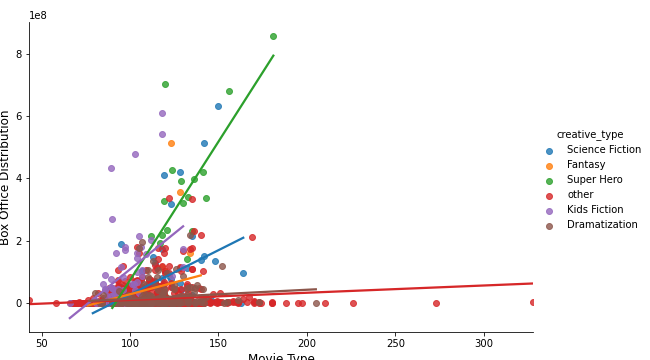 1e8
8
6
4
2
0
Box Office Distribution
50 100 150 200 250 300
Movie Type
creative_type
Science Fiction
Fantasy
Super Hero
other
Kids Fiction
Dramatization